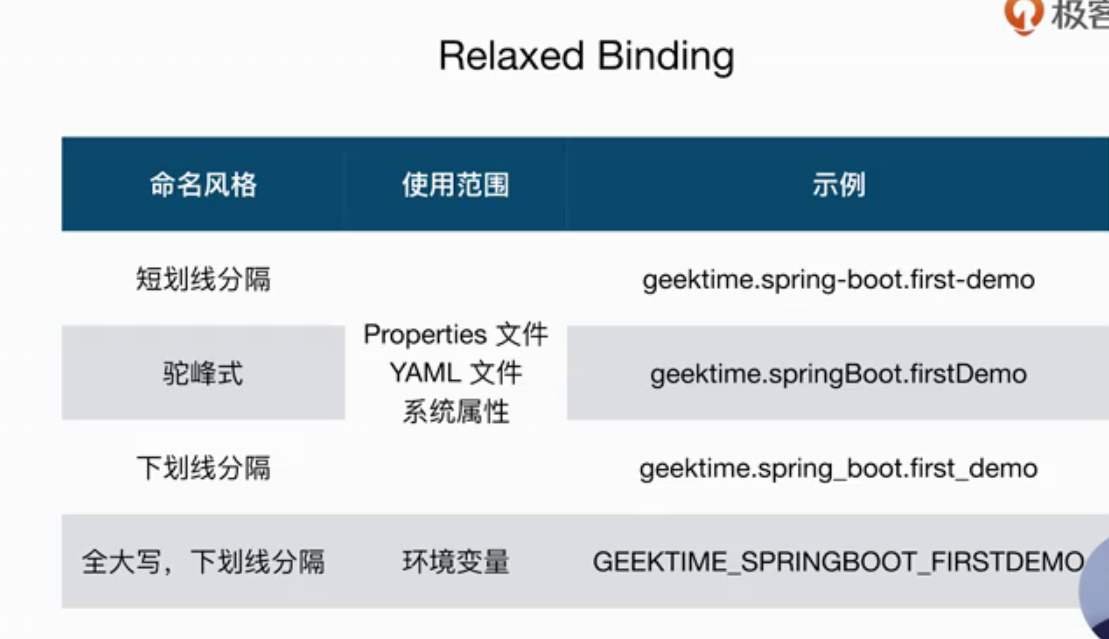 极客
Relaxed Binding
命名风格 使用范围 示例
短划线分隔 geektime.spring-boot.first-demo
Properties 文件
YAML 文件
系统属性
驼峰式 geektime.springBoot.firstDemo
下划线分隔 geektime.spring_boot.first_demo
全大写，下划线分隔 环境变量 GEEKTIME_SPRINGBOOT_FIRSTDEMO